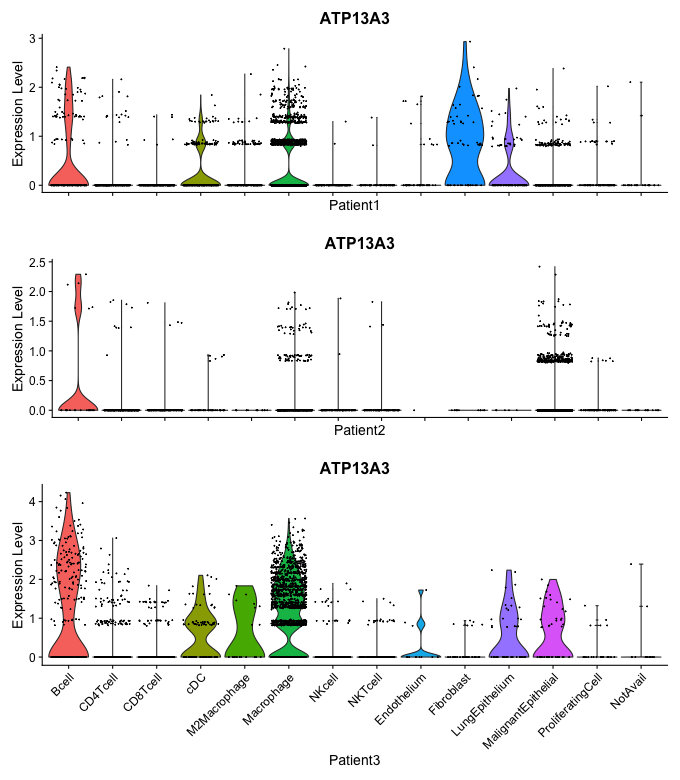 ATP13A3
Expression Level
3
2
1
0
Patient1
ATP13A3
Expression Level
2.5
2.0
1.5
1.0
0.5
0.0
Patient2
ATP13A3
Expression Level
4
3
2
1
0
Bcell
CD4Tcell
CD8Tcell
cDC
M2Macrophage
Macrophage
NKcell
NKTcell
Endothelium
Fibroblast
LungEpithelium
MalignantEpithelial
ProliferatingCell
NotAvail
Patient3